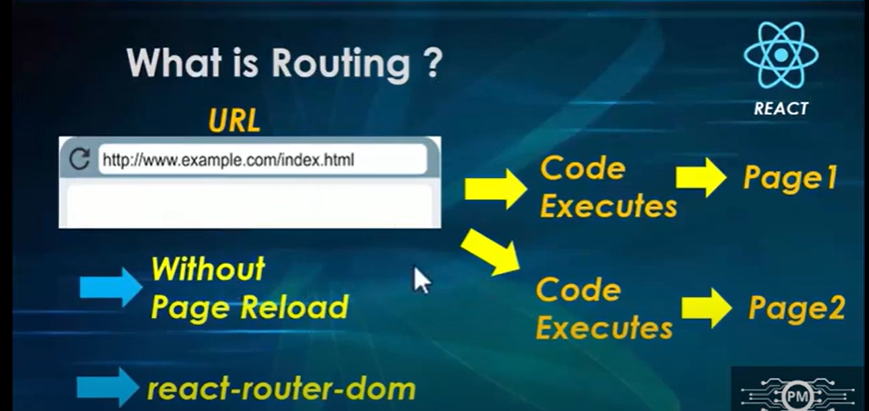 What is Routing ?
REACT
URL
http://www.example.com/index.html
Code
Executes
Page1
Without
Page Reload
Code
Executes
Page2
react-router-dom
PM